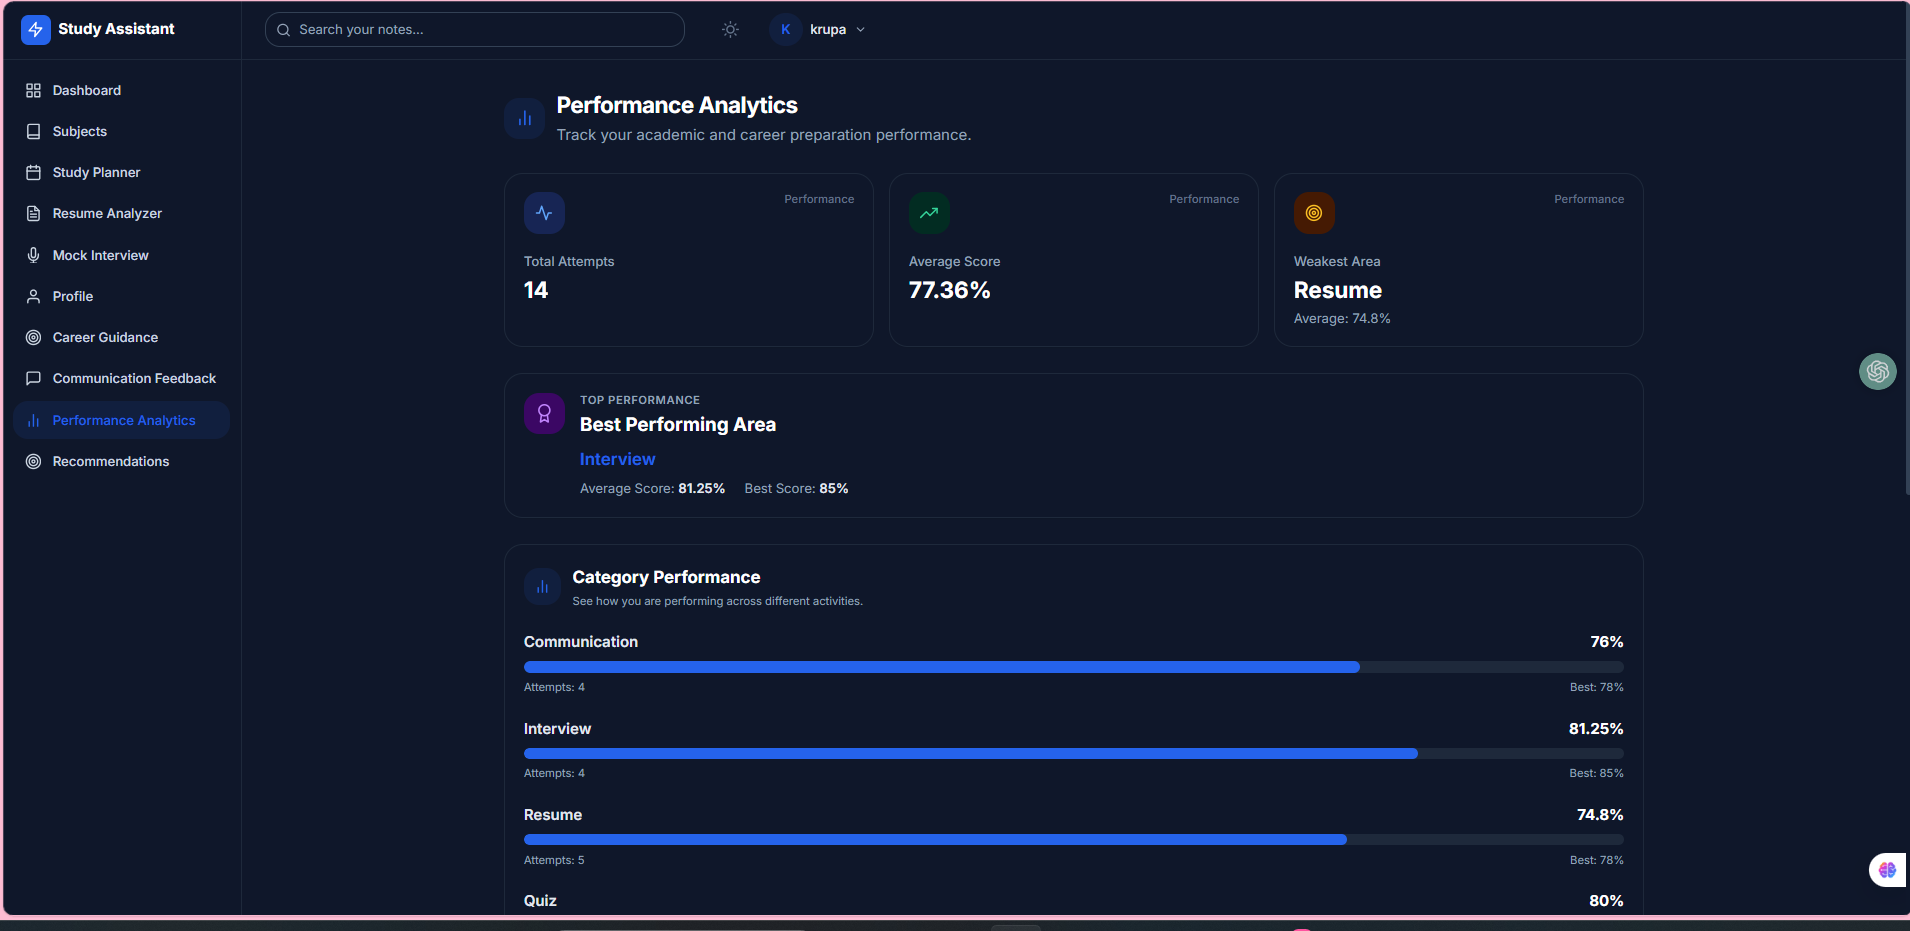 Study Assistant
Search your notes...
K
krupa
Dashboard
Subjects
Study Planner
Resume Analyzer
Mock Interview
Profile
Career Guidance
Communication Feedback
Performance Analytics
Recommendations
Performance Analytics
Track your academic and career preparation performance.
Performance
Total Attempts
14
Performance
Average Score
77.36%
Performance
Weakest Area
Resume
Average: 74.8%
TOP PERFORMANCE
Best Performing Area
Interview
Average Score: 81.25% Best Score: 85%
Category Performance
See how you are performing across different activities.
Communication 76%
Attempts: 4 Best: 78%
Interview 81.25%
Attempts: 4 Best: 85%
Resume 74.8%
Attempts: 5 Best: 78%
Quiz 80%